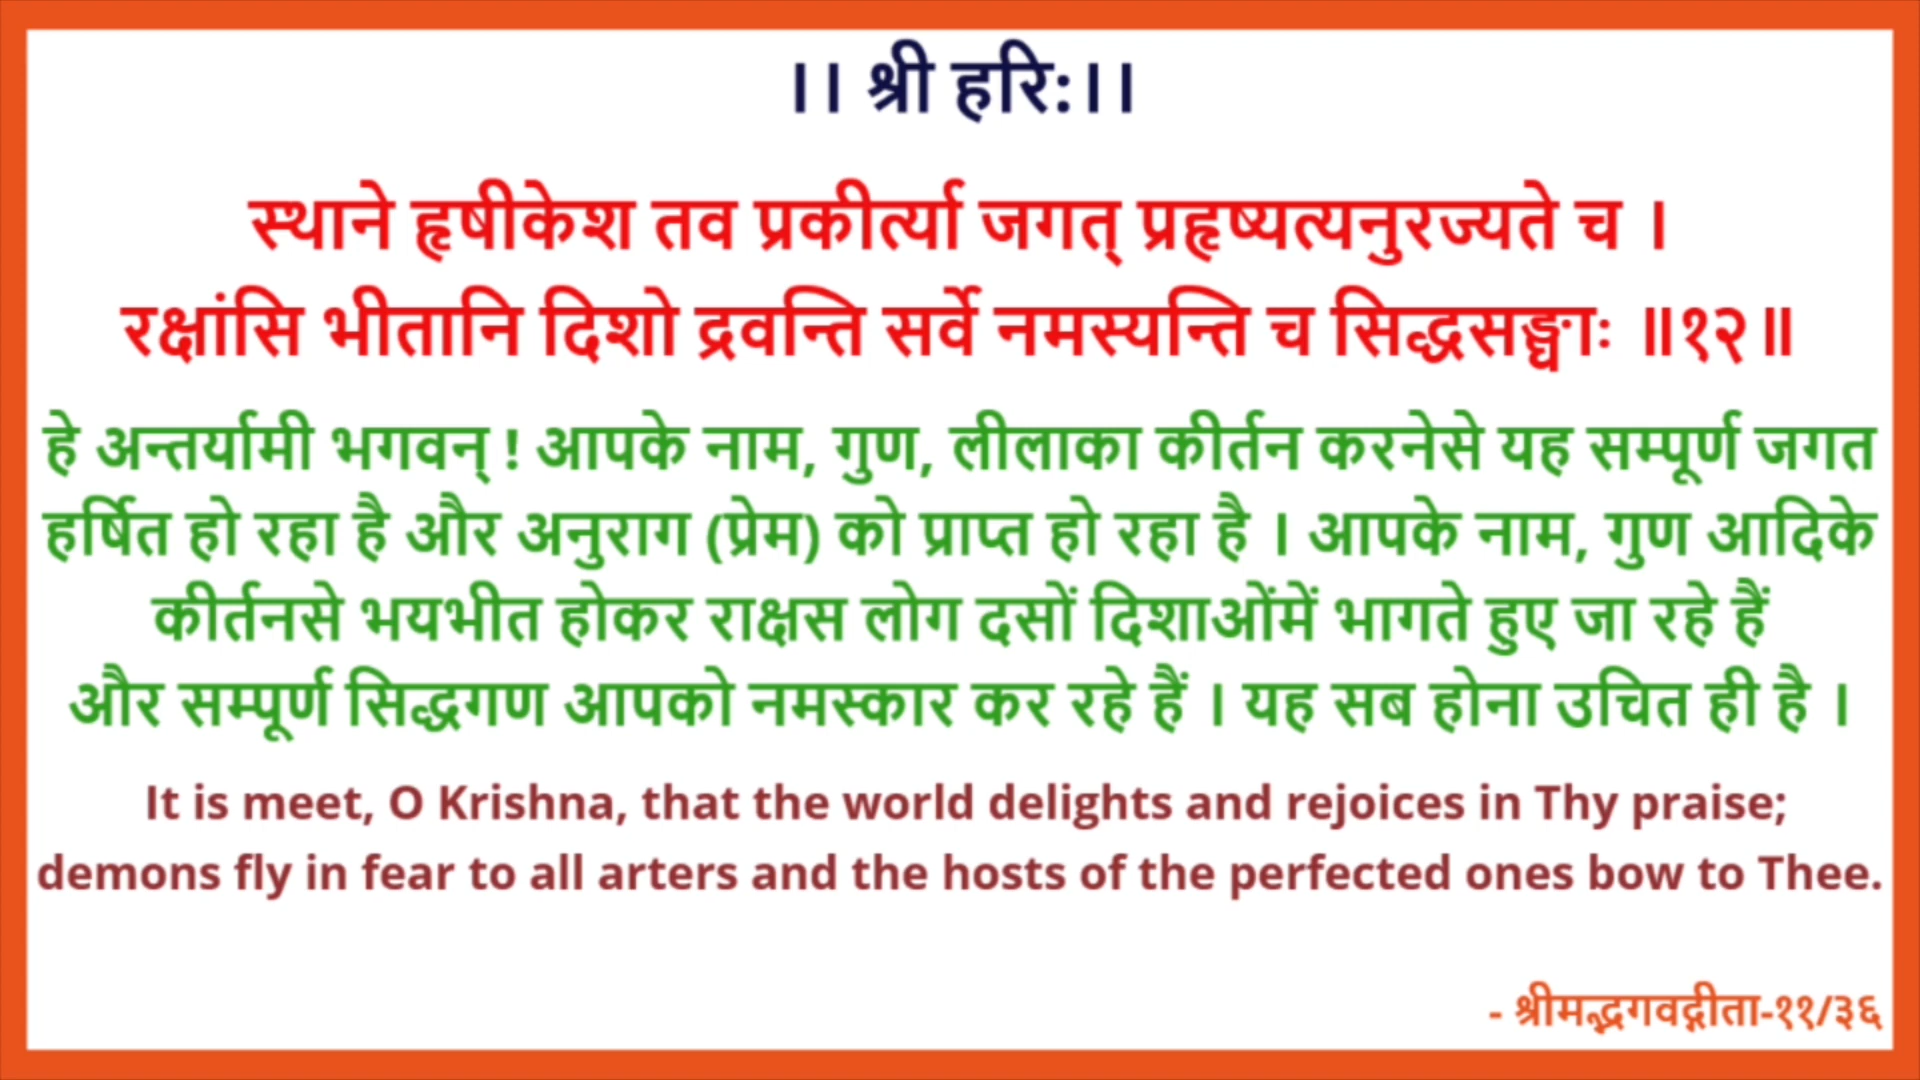 ।। श्री हरि:।।
स्थाने हृषीकेश तव प्रकीर्त्या जगत् प्रहृष्यत्यनुरज्यते च ।
रक्षांसि भीतानि दिशो द्रवन्ति सर्वे नमस्यन्ति च सिद्धसङ्घाः ॥१२॥
हे अन्तर्यामी भगवन् ! आपके नाम, गुण, लीलाका कीर्तन करनेसे यह सम्पूर्ण जगत
हर्षित हो रहा है और अनुराग (प्रेम) को प्राप्त हो रहा है । आपके नाम, गुण आदिके
कीर्तनसे भयभीत होकर राक्षस लोग दसों दिशाओंमें भागते हुए जा रहे हैं
और सम्पूर्ण सिद्धगण आपको नमस्कार कर रहे हैं । यह सब होना उचित ही है ।
It is meet, O Krishna, that the world delights and rejoices in Thy praise;
demons fly in fear to all arters and the hosts of the perfected ones bow to Thee.
- श्रीमद्भगवद्गीता-११/३६